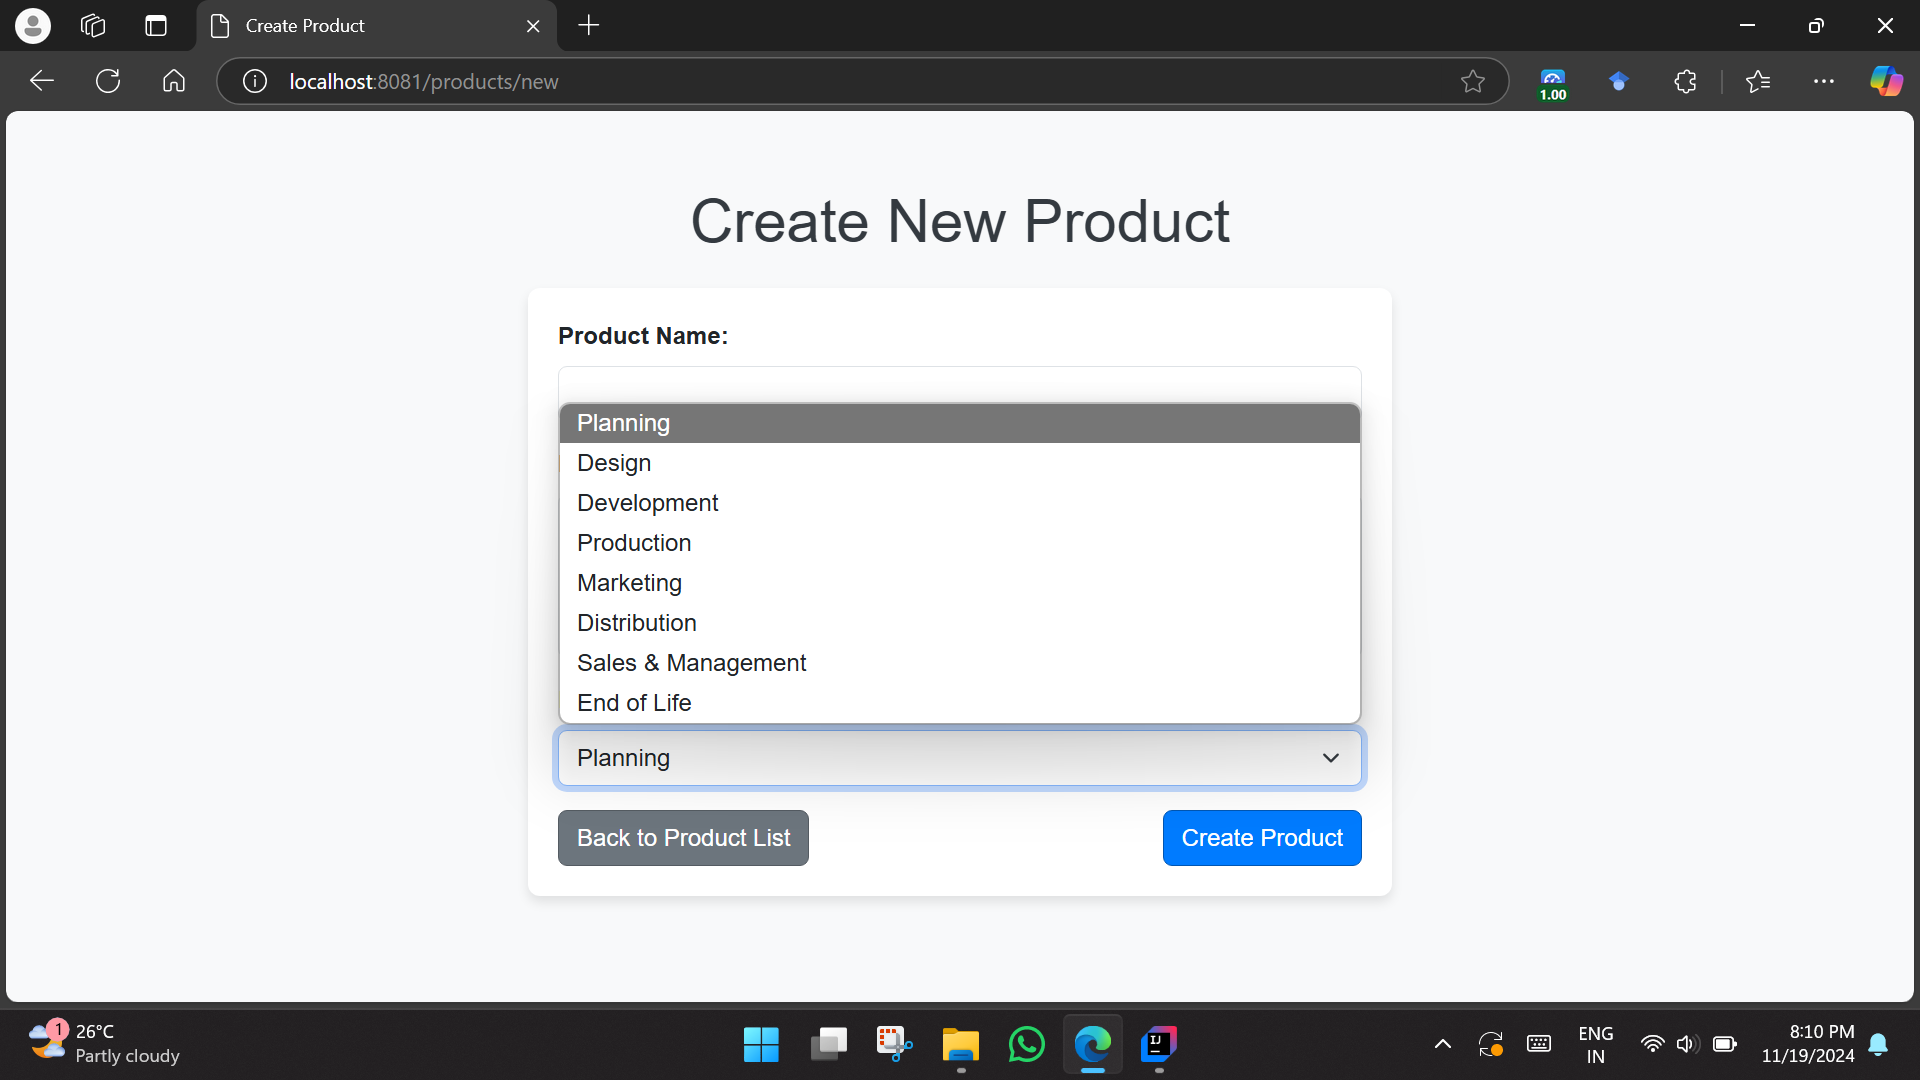 Create Product
localhost:8081/products/new
1.00
Create New Product
Product Name:
Planning
Design
Development
Production
Marketing
Distribution
Sales & Management
End of Life
Planning
Back to Product List
Create Product
1
26°C
Partly cloudy
IJ
ENG
IN
8:10 PM
11/19/2024